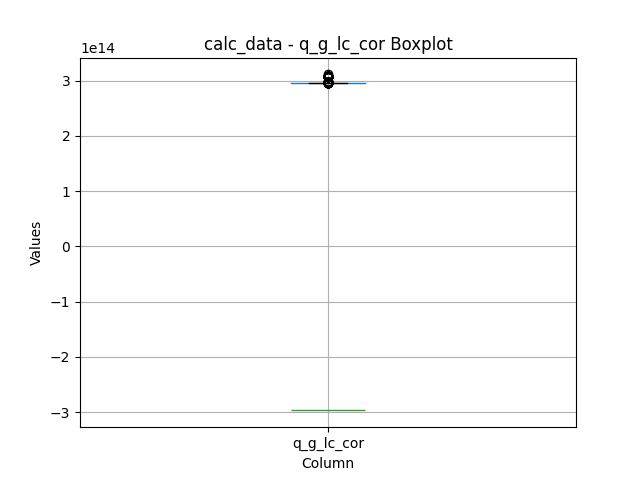 calc_data - q_g_lc_cor Boxplot
1e14
3
2
1
0
−1
−2
−3
Values
q_g_lc_cor
Column